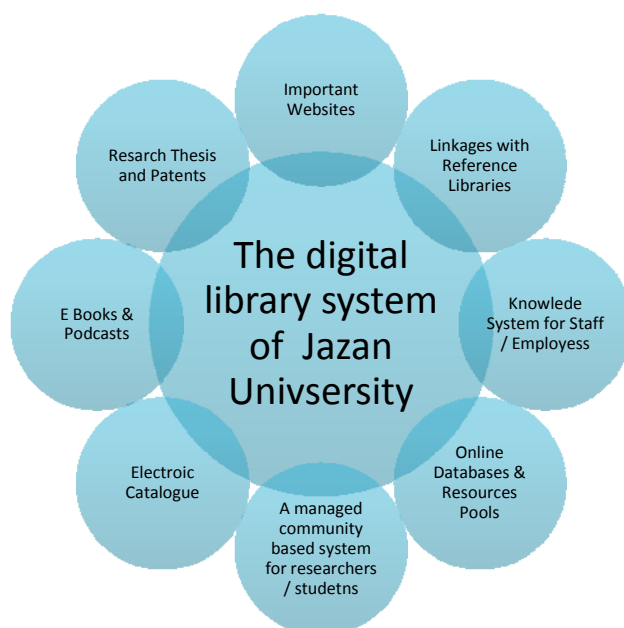 Important
Websites
Linkages with
Reference
Libraries
Knowlede
System for Staff
/ Employess
Online
Databases &
Resources
Pools
A managed
community
based system
for researchers
/ studetns
Electroic
Catalogue
E Books &
Podcasts
Resarch Thesis
and Patents
The digital
library system
of Jazan
Univsersity